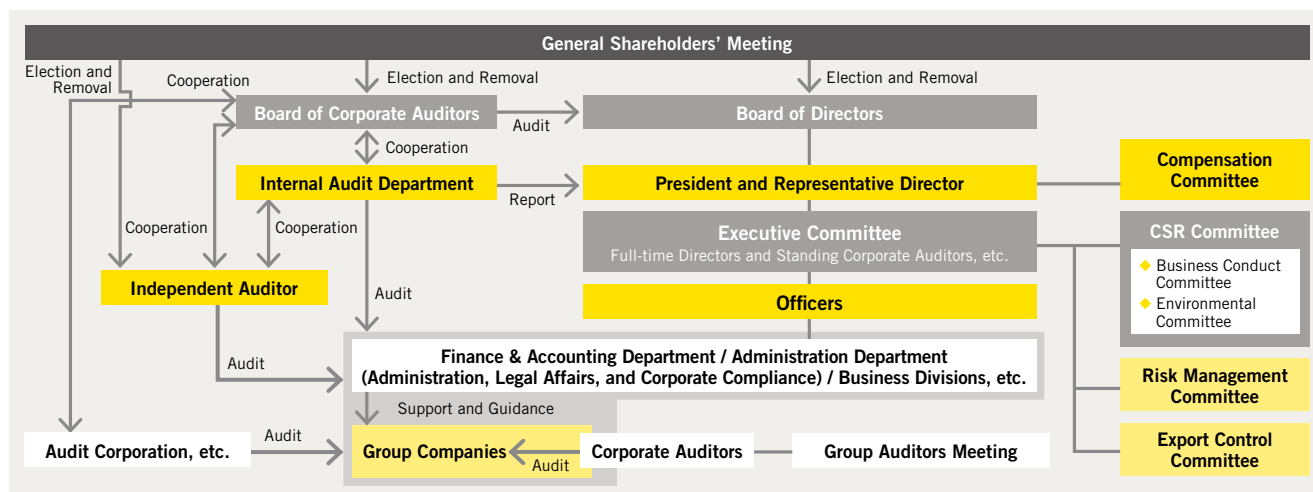 General Shareholders’ Meeting
Election and
Removal
Cooperation
Election and Removal
Election and Removal
Board of Corporate Auditors
Audit
Board of Directors
Cooperation
Compensation
Committee
Internal Audit Department
Report
President and Representative Director
Cooperation
Cooperation
Executive Committee
Full-time Directors and Standing Corporate Auditors, etc.
CSR Committee
◆ Business Conduct
Committee
◆ Environmental
Committee
Independent Auditor
Audit
Officers
Audit
Finance & Accounting Department / Administration Department
(Administration, Legal Affairs, and Corporate Compliance) / Business Divisions, etc.
Risk Management
Committee
Support and Guidance
Audit Corporation, etc.
Audit
Group Companies
Audit
Corporate Auditors
Group Auditors Meeting
Export Control
Committee